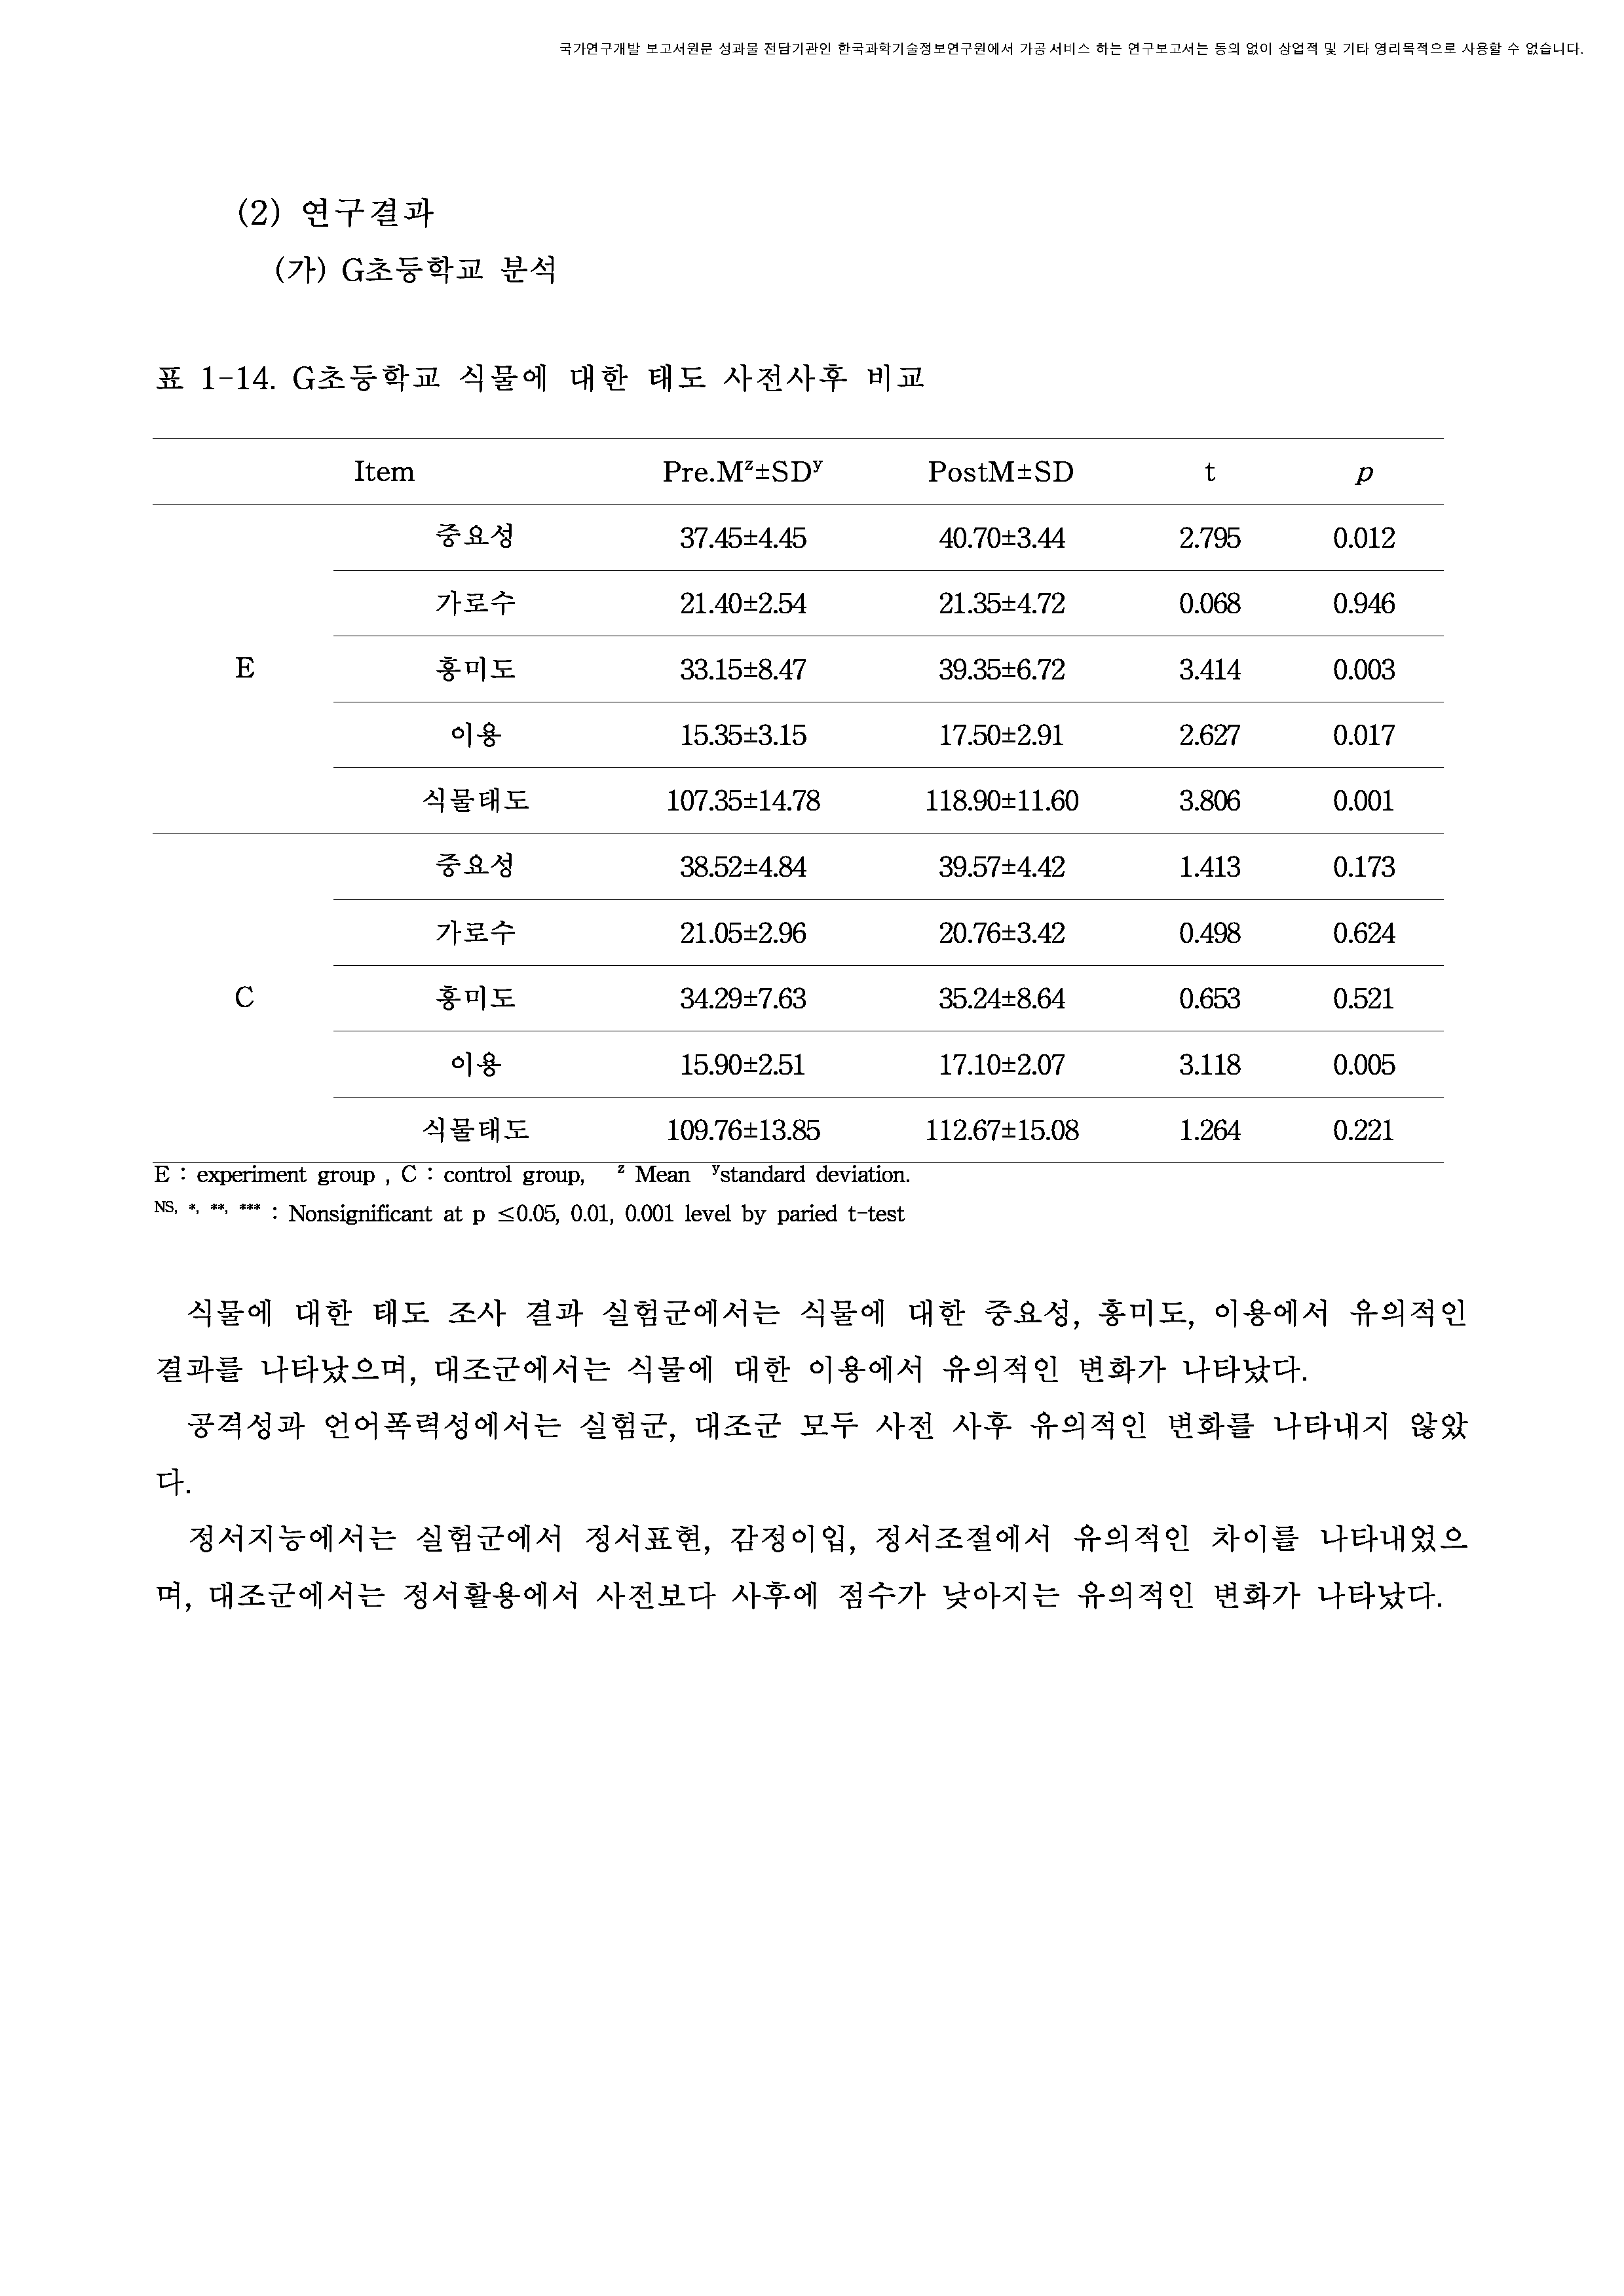 국가연구개발 보고서원문 성과물 전담기관인 한국과학기술정보연구원에서 가공·서비스 하는 연구보고서는 동의 없이 상업적 및 기타 영리목적으로 사용할 수 없습니다.
(2) 연구결과
(가) G초등학교 분석
표 1-14. G초등학교 식물에 대한 태도 사전사후 비교
Item Pre.Mᶻ±SDʸ PostM±SD t p
중요성 37.45±4.45 40.70±3.44 2.795 0.012
가로수 21.40±2.54 21.35±4.72 0.068 0.946
E 흥미도 33.15±8.47 39.35±6.72 3.414 0.003
이용 15.35±3.15 17.50±2.91 2.627 0.017
식물태도 107.35±14.78 118.90±11.60 3.806 0.001
중요성 38.52±4.84 39.57±4.42 1.413 0.173
가로수 21.05±2.96 20.76±3.42 0.498 0.624
C 흥미도 34.29±7.63 35.24±8.64 0.653 0.521
이용 15.90±2.51 17.10±2.07 3.118 0.005
식물태도 109.76±13.85 112.67±15.08 1.264 0.221
E : experiment group , C : control group, ᶻ Mean ʸstandard deviation.
NS, *, **, *** : Nonsignificant at p ≤0.05, 0.01, 0.001 level by paried t-test
식물에 대한 태도 조사 결과 실험군에서는 식물에 대한 중요성, 흥미도, 이용에서 유의적인
결과를 나타났으며, 대조군에서는 식물에 대한 이용에서 유의적인 변화가 나타났다.
공격성과 언어폭력성에서는 실험군, 대조군 모두 사전 사후 유의적인 변화를 나타내지 않았
다.
정서지능에서는 실험군에서 정서표현, 감정이입, 정서조절에서 유의적인 차이를 나타내었으
며, 대조군에서는 정서활용에서 사전보다 사후에 점수가 낮아지는 유의적인 변화가 나타났다.